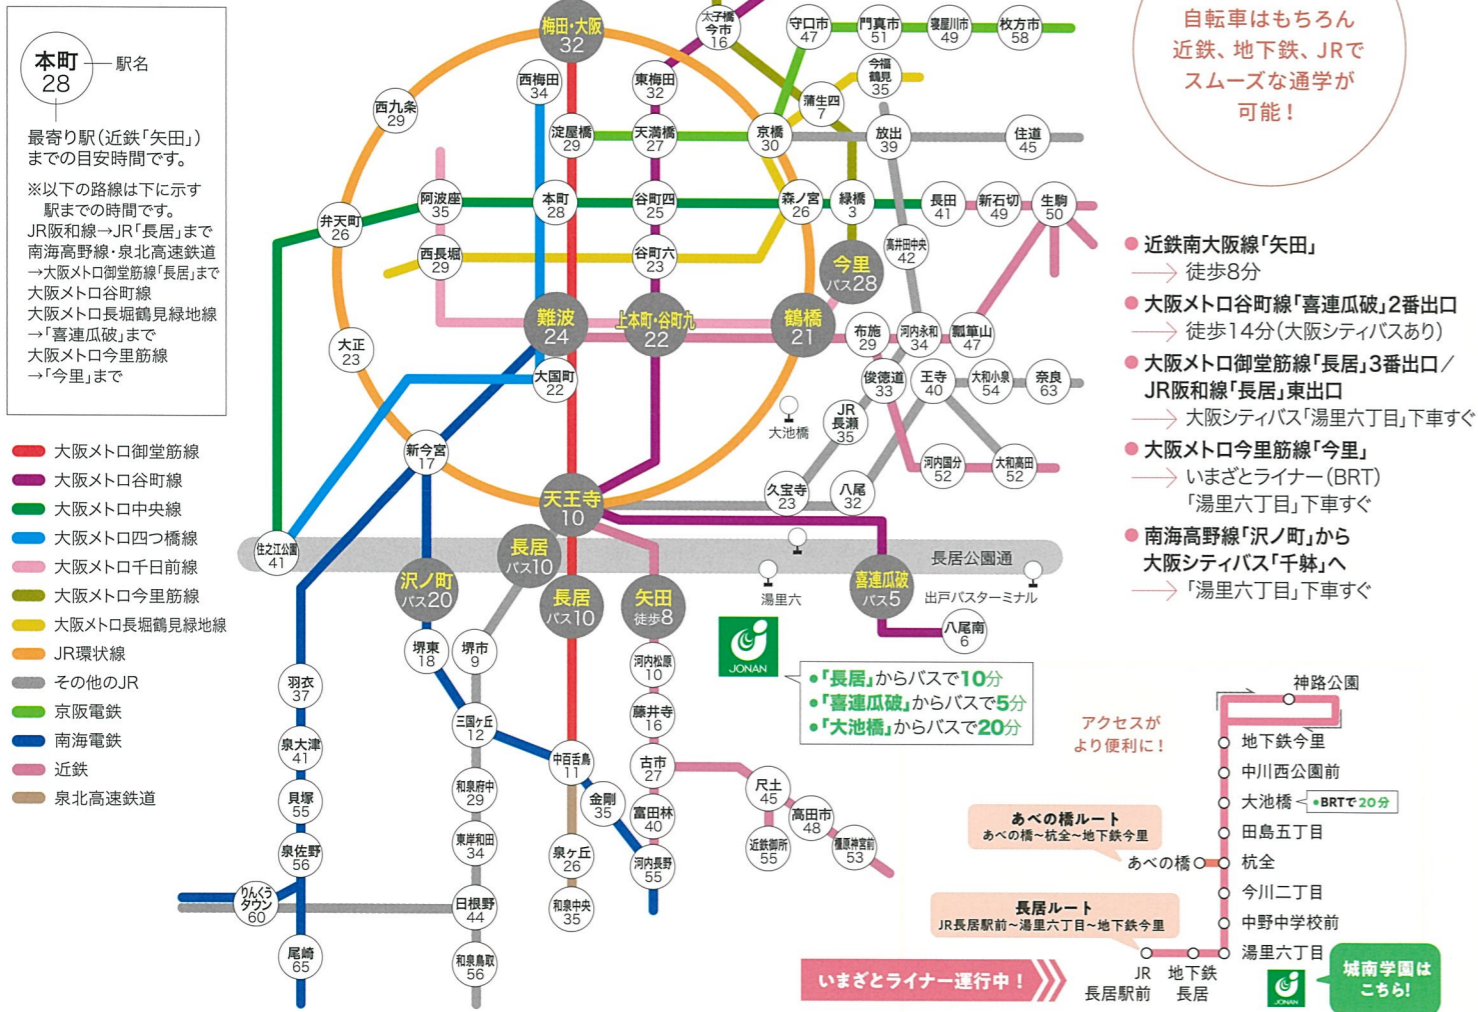 本町
28
駅名
最寄り駅(近鉄「矢田」)
までの目安時間です。
※以下の路線は下に示す
駅までの時間です。
JR阪和線→JR「長居」まで
南海高野線・泉北高速鉄道
→大阪メトロ御堂筋線「長居」まで
大阪メトロ谷町線
大阪メトロ長堀鶴見緑地線
→「喜連瓜破」まで
大阪メトロ今里筋線
→「今里」まで
大阪メトロ御堂筋線
大阪メトロ谷町線
大阪メトロ中央線
大阪メトロ四つ橋線
大阪メトロ千日前線
大阪メトロ今里筋線
大阪メトロ長堀鶴見緑地線
JR環状線
その他のJR
京阪電鉄
南海電鉄
近鉄
泉北高速鉄道
梅田・大阪
32
太子橋
今市
16
守口市
47
門真市
51
寝屋川市
49
枚方市
58
西梅田
34
東梅田
32
今福
鶴見
35
西九条
29
蒲生四
7
淀屋橋
29
天満橋
27
京橋
30
放出
39
住道
45
弁天町
26
阿波座
35
本町
28
谷町四
25
森ノ宮
26
緑橋
3
長田
41
新石切
49
生駒
50
西長堀
29
谷町六
23
高井田中央
42
今里
バス28
大正
23
難波
24
上本町・谷町九
22
鶴橋
21
布施
29
河内永和
34
瓢箪山
47
大国町
22
俊徳道
33
王寺
40
大和小泉
54
奈良
63
大池橋
JR
長瀬
35
新今宮
17
河内国分
52
大和高田
52
天王寺
10
久宝寺
23
八尾
32
住之江公園
41
長居公園通
長居
バス10
沢ノ町
バス20
長居
バス10
矢田
徒歩8
湯里六
喜連瓜破
バス5
出戸バスターミナル
八尾南
6
JONAN
堺東
18
堺市
9
河内松原
10
羽衣
37
藤井寺
16
三国ヶ丘
12
泉大津
41
中百舌鳥
11
古市
27
尺土
45
和泉府中
29
貝塚
55
金剛
35
富田林
40
高田市
48
東岸和田
34
泉佐野
56
泉ヶ丘
26
河内長野
55
近鉄御所
55
橿原神宮前
53
りんくう
タウン
60
日根野
44
和泉中央
35
尾崎
65
和泉鳥取
56
•「長居」からバスで10分
•「喜連瓜破」からバスで5分
•「大池橋」からバスで20分
自転車はもちろん
近鉄、地下鉄、JRで
スムーズな通学が
可能！
●近鉄南大阪線「矢田」
→ 徒歩8分
●大阪メトロ谷町線「喜連瓜破」2番出口
→ 徒歩14分(大阪シティバスあり)
●大阪メトロ御堂筋線「長居」3番出口／
JR阪和線「長居」東出口
→ 大阪シティバス「湯里六丁目」下車すぐ
●大阪メトロ今里筋線「今里」
→ いまざとライナー(BRT)
「湯里六丁目」下車すぐ
●南海高野線「沢ノ町」から
大阪シティバス「千躰」へ
→ 「湯里六丁目」下車すぐ
アクセスが
より便利に！
神路公園
地下鉄今里
中川西公園前
大池橋
•BRTで20分
田島五丁目
あべの橋
杭全
今川二丁目
中野中学校前
湯里六丁目
JR
長居駅前
地下鉄
長居
あべの橋ルート
あべの橋~杭全~地下鉄今里
長居ルート
JR長居駅前~湯里六丁目~地下鉄今里
いまざとライナー運行中！
JONAN
城南学園は
こちら!